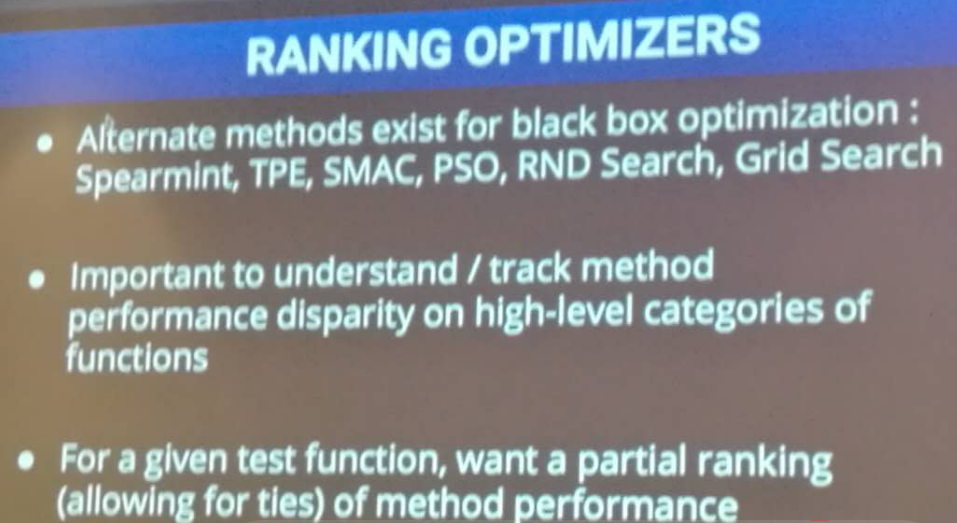 RANKING OPTIMIZERS
• Alternate methods exist for black box optimization :
Spearmint, TPE, SMAC, PSO, RND Search, Grid Search
• Important to understand / track method
performance disparity on high-level categories of
functions
• For a given test function, want a partial ranking
(allowing for ties) of method performance